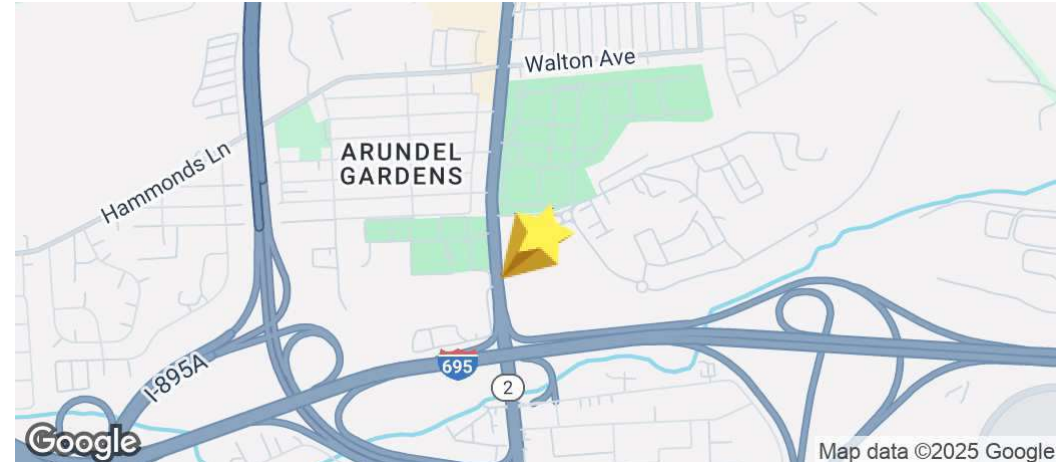 Walton Ave
Hammonds Ln
ARUNDEL
GARDENS
I-895A
695
2
Google
Map data ©2025 Google